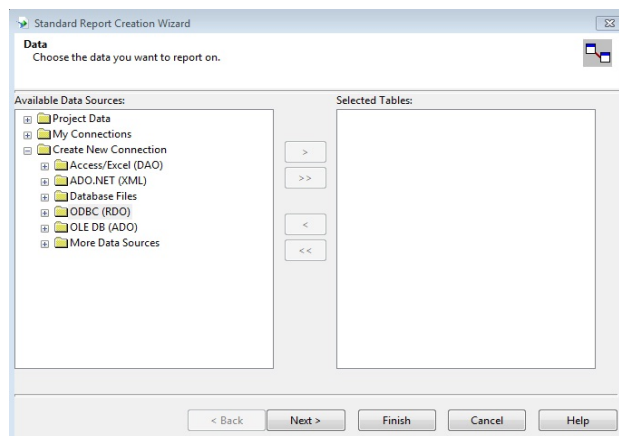 Standard Report Creation Wizard
Data
Choose the data you want to report on.
Available Data Sources:
Selected Tables:
Project Data
My Connections
Create New Connection
Access/Excel (DAO)
ADO.NET (XML)
Database Files
ODBC (RDO)
OLE DB (ADO)
More Data Sources
>
>>
<
<<
< Back
Next >
Finish
Cancel
Help